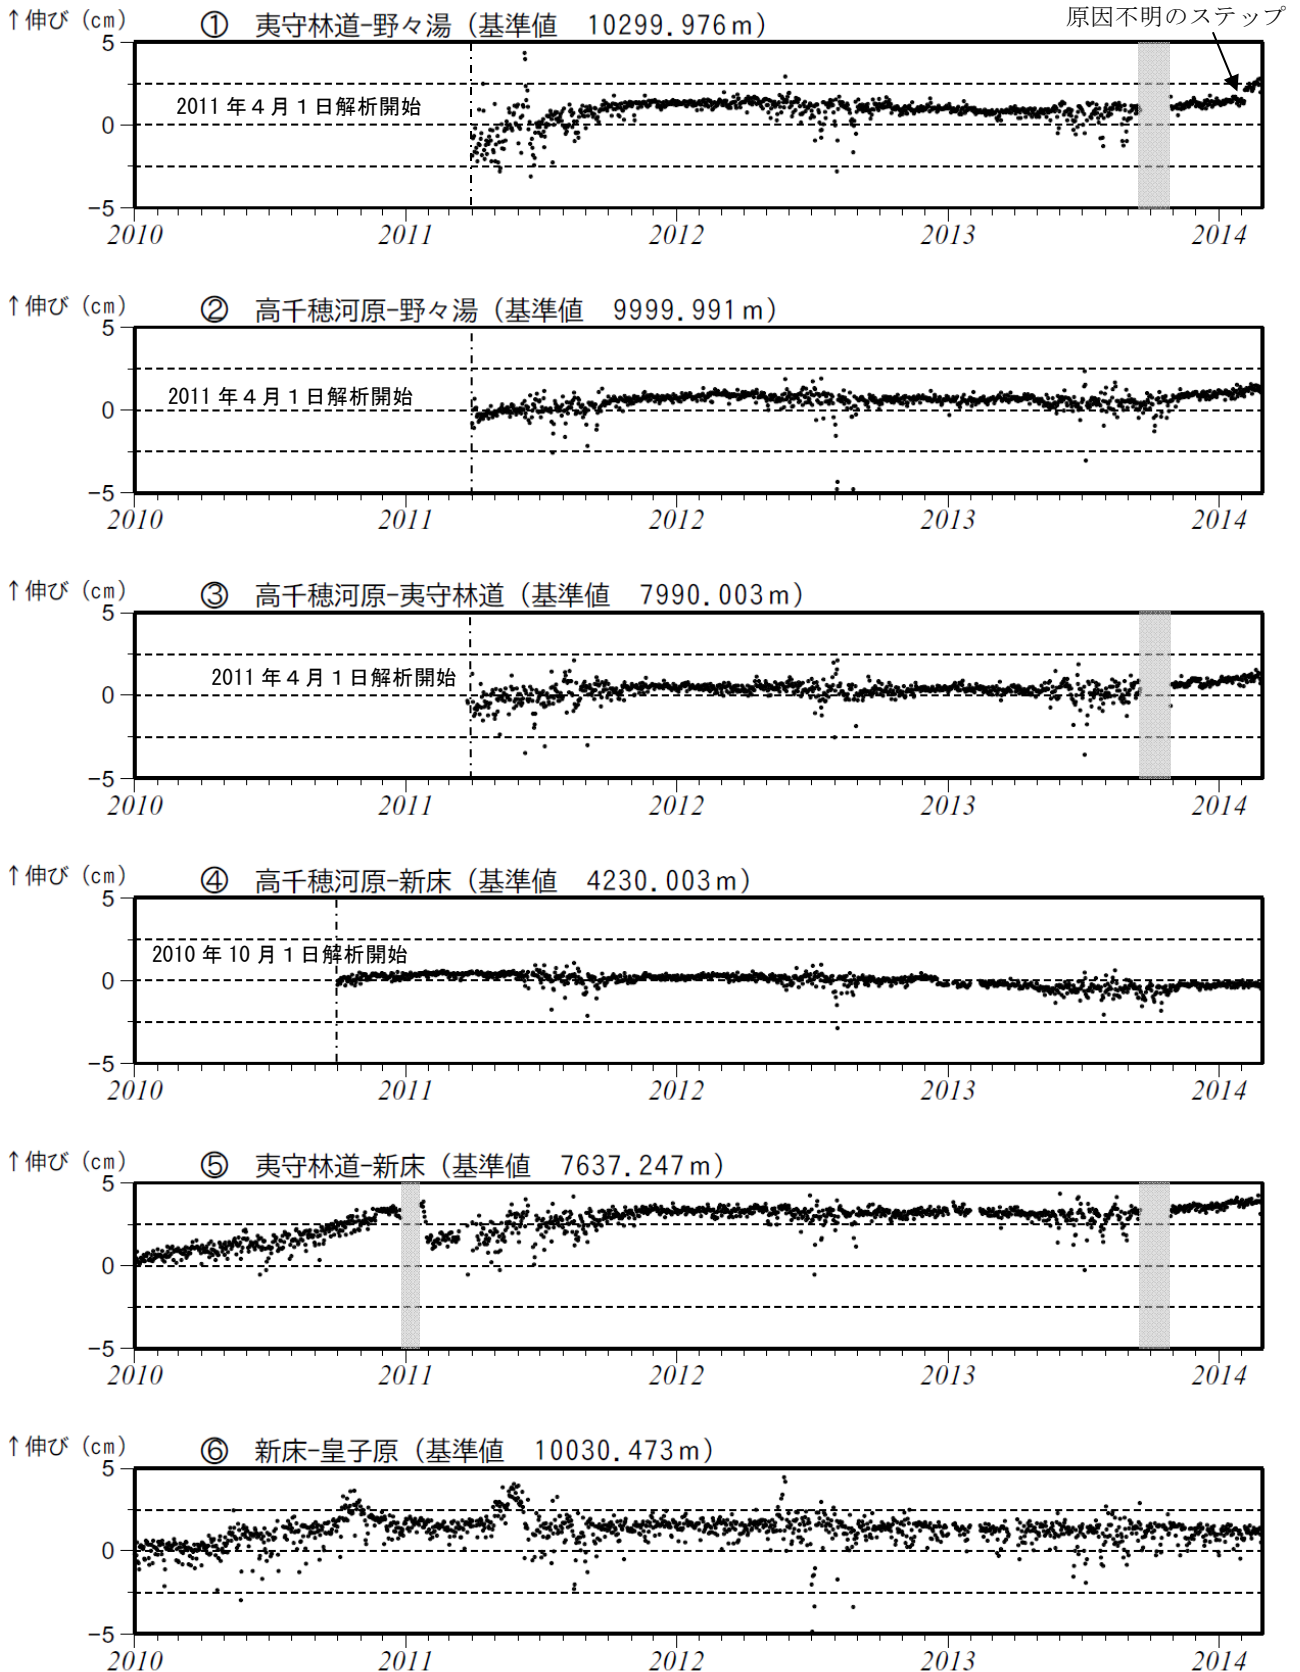 原因不明のステップ
↑伸び (cm) ① 夷守林道-野々湯 (基準値 10299.976m)
5
2011年4月1日解析開始
0
-5
2010 2011 2012 2013 2014
↑伸び (cm) ② 高千穂河原-野々湯 (基準値 9999.991m)
5
2011年4月1日解析開始
0
-5
2010 2011 2012 2013 2014
↑伸び (cm) ③ 高千穂河原-夷守林道 (基準値 7990.003m)
5
2011年4月1日解析開始
0
-5
2010 2011 2012 2013 2014
↑伸び (cm) ④ 高千穂河原-新床 (基準値 4230.003m)
5
2010年10月1日解析開始
0
-5
2010 2011 2012 2013 2014
↑伸び (cm) ⑤ 夷守林道-新床 (基準値 7637.247m)
5
0
-5
2010 2011 2012 2013 2014
↑伸び (cm) ⑥ 新床-皇子原 (基準値 10030.473m)
5
0
-5
2010 2011 2012 2013 2014